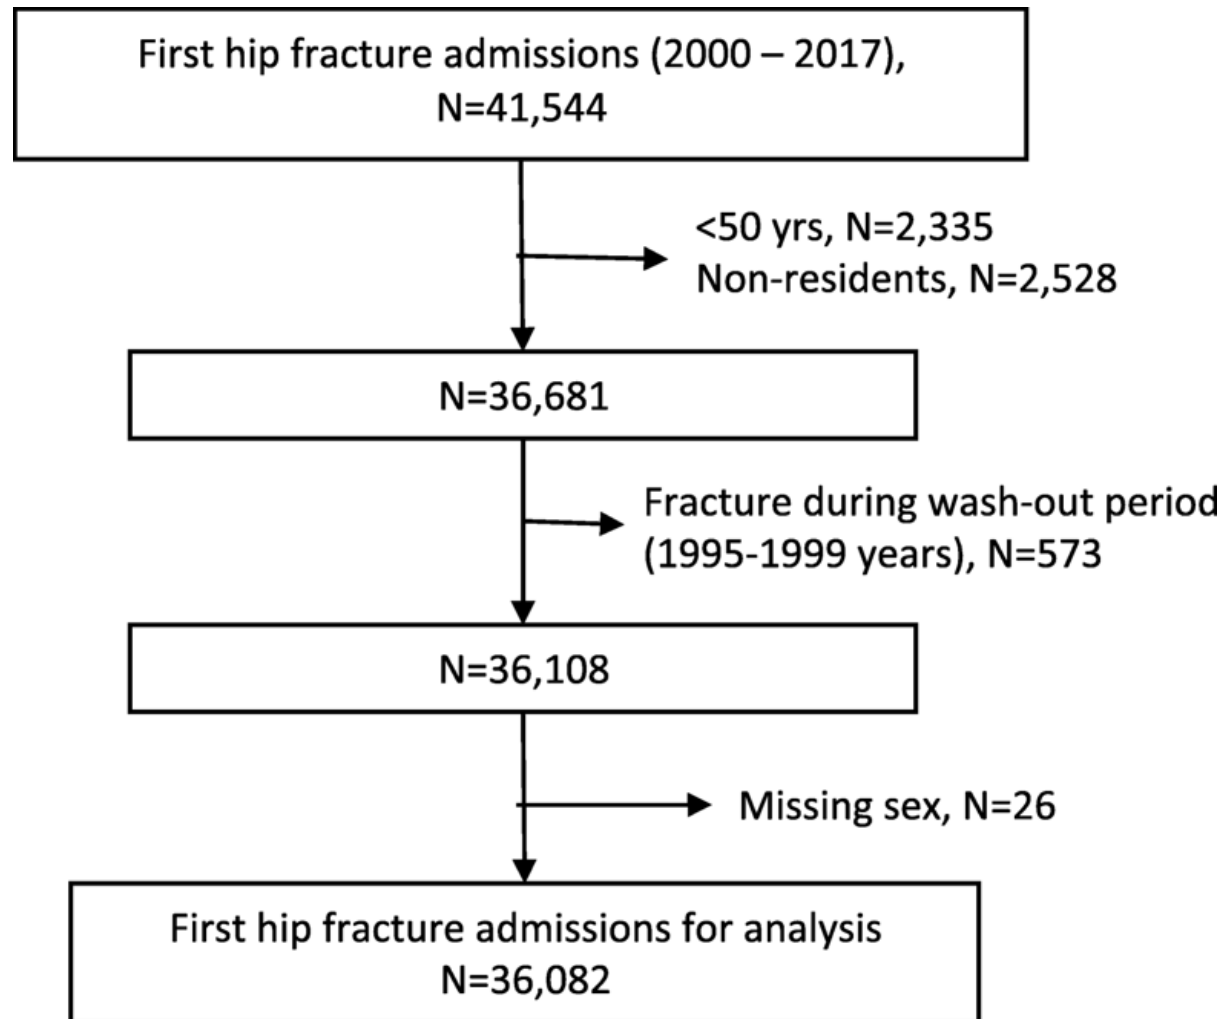 First hip fracture admissions (2000 – 2017),
N=41,544
<50 yrs, N=2,335
Non-residents, N=2,528
N=36,681
Fracture during wash-out period
(1995-1999 years), N=573
N=36,108
Missing sex, N=26
First hip fracture admissions for analysis
N=36,082